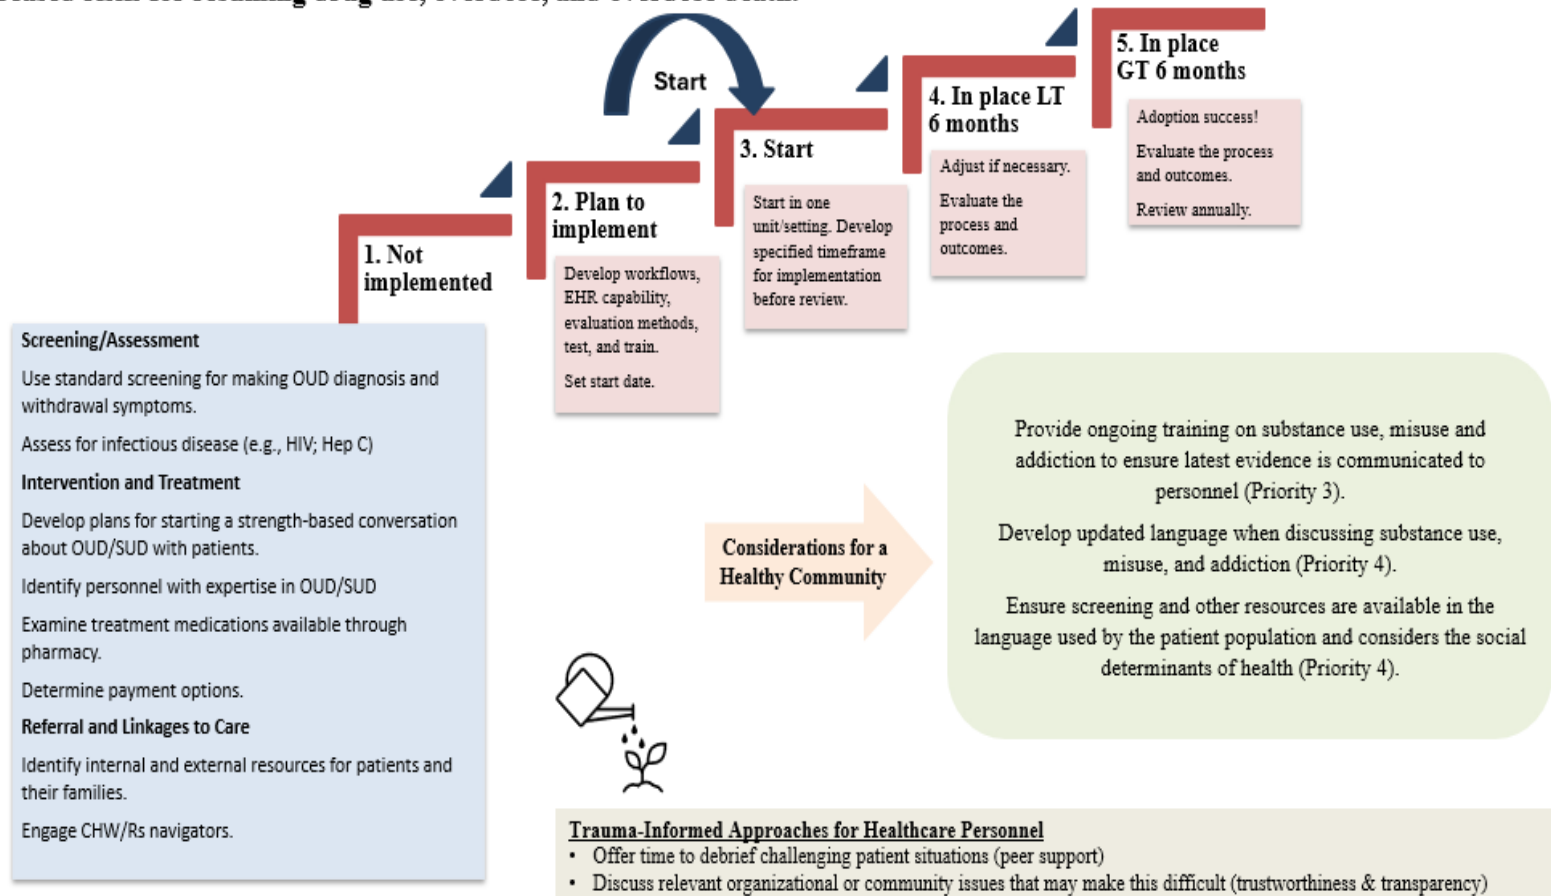 Start
1. Not
implemented
2. Plan to
implement
3. Start
4. In place LT
6 months
5. In place
GT 6 months
Screening/Assessment
Use standard screening for making OUD diagnosis and
withdrawal symptoms.
Assess for infectious disease (e.g., HIV; Hep C)
Intervention and Treatment
Develop plans for starting a strength-based conversation
about OUD/SUD with patients.
Identify personnel with expertise in OUD/SUD
Examine treatment medications available through
pharmacy.
Determine payment options.
Referral and Linkages to Care
Identify internal and external resources for patients and
their families.
Engage CHW/Rs navigators.
Develop workflows,
EHR capability,
evaluation methods,
test, and train.
Set start date.
Start in one
unit/setting. Develop
specified timeframe
for implementation
before review.
Adjust if necessary.
Evaluate the
process and
outcomes.
Adoption success!
Evaluate the process
and outcomes.
Review annually.
Considerations for a
Healthy Community
Provide ongoing training on substance use, misuse and
addiction to ensure latest evidence is communicated to
personnel (Priority 3).
Develop updated language when discussing substance use,
misuse, and addiction (Priority 4).
Ensure screening and other resources are available in the
language used by the patient population and considers the social
determinants of health (Priority 4).
Trauma-Informed Approaches for Healthcare Personnel
• Offer time to debrief challenging patient situations (peer support)
• Discuss relevant organizational or community issues that may make this difficult (trustworthiness & transparency)